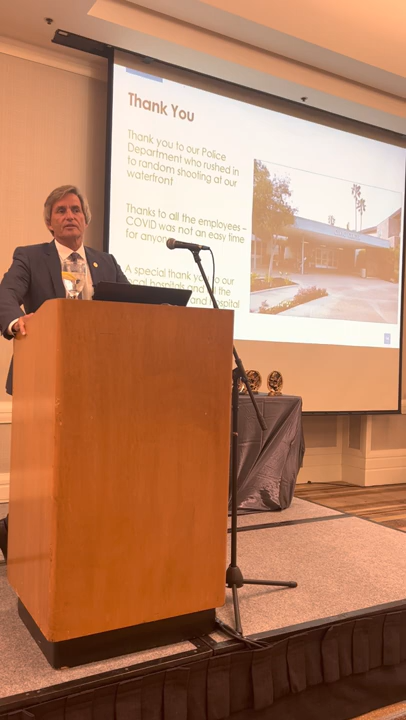 Thank You
Thank you to our Police
Department who rushed in
to random shooting at our
waterfront
Thanks to all the employees –
COVID was not an easy time
for anyon
A special thank you to our
ocal hospitals and all the
and hospital